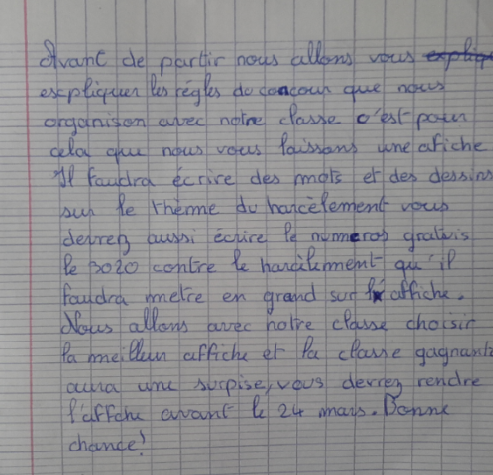 Avant de partir nous allons vous
expliquer les régles du concour que nous
organison avec notre classe c'est pour
cela que nous vous laissons une afiche
Il faudra écrire des mots et des dessins
sur le thème du harcèlement vous
devrez aussi écrire le numeros gratuis
le 3020 contre le harcèlement qu'il
faudra metre en grand sur l'affiche.
Nous allons avec notre classe choisir
la meilleur affiche et la classe gagnante
aura une surpise, vous devrez rendre
l'affche avant le 24 mars. Bonne
chance!